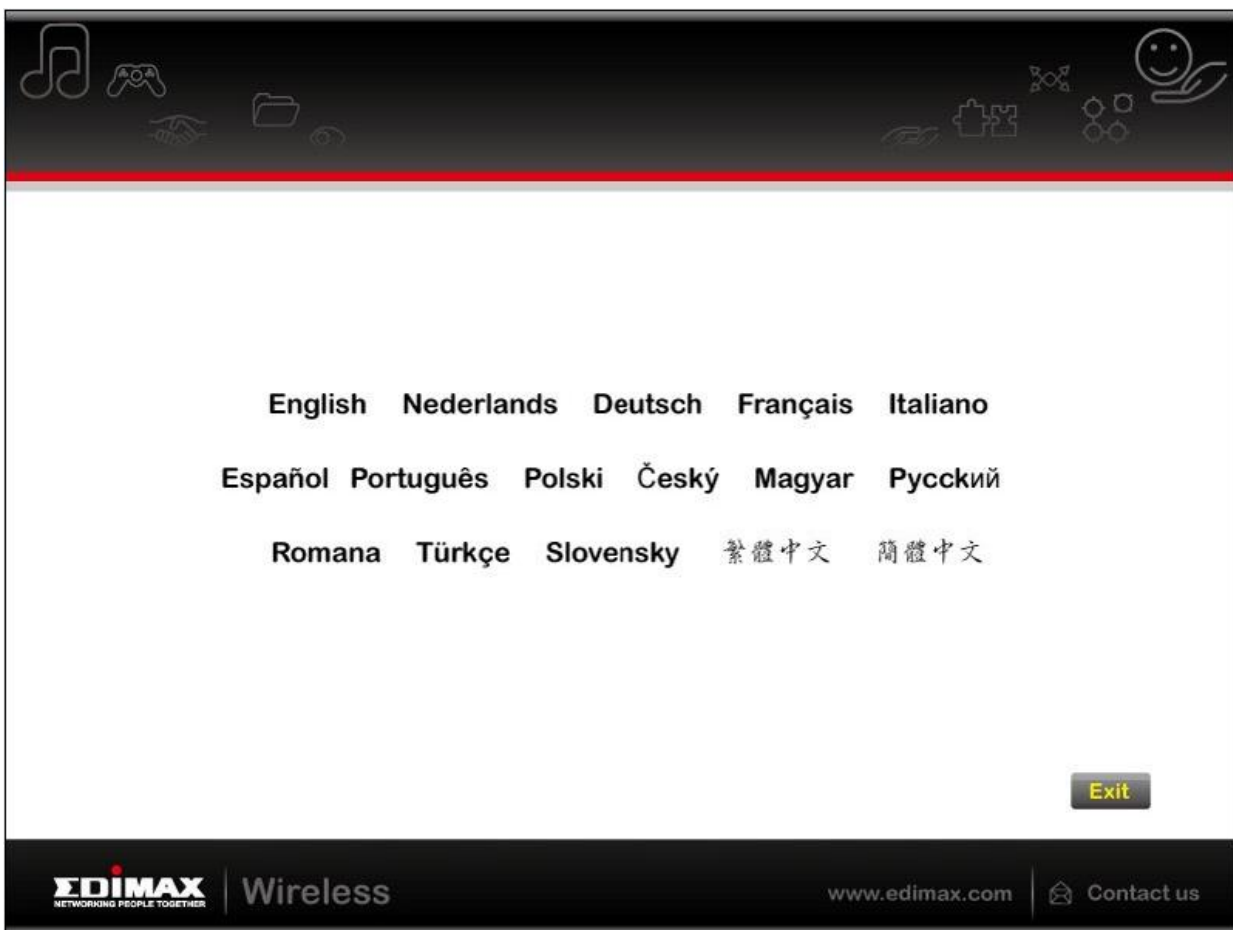 English Nederlands Deutsch Français Italiano
Español Português Polski Český Magyar Pycckий
Romana Türkçe Slovensky 繁體中文 簡體中文
Exit
EDIMAX
NETWORKING PEOPLE TOGETHER
Wireless
www.edimax.com
Contact us